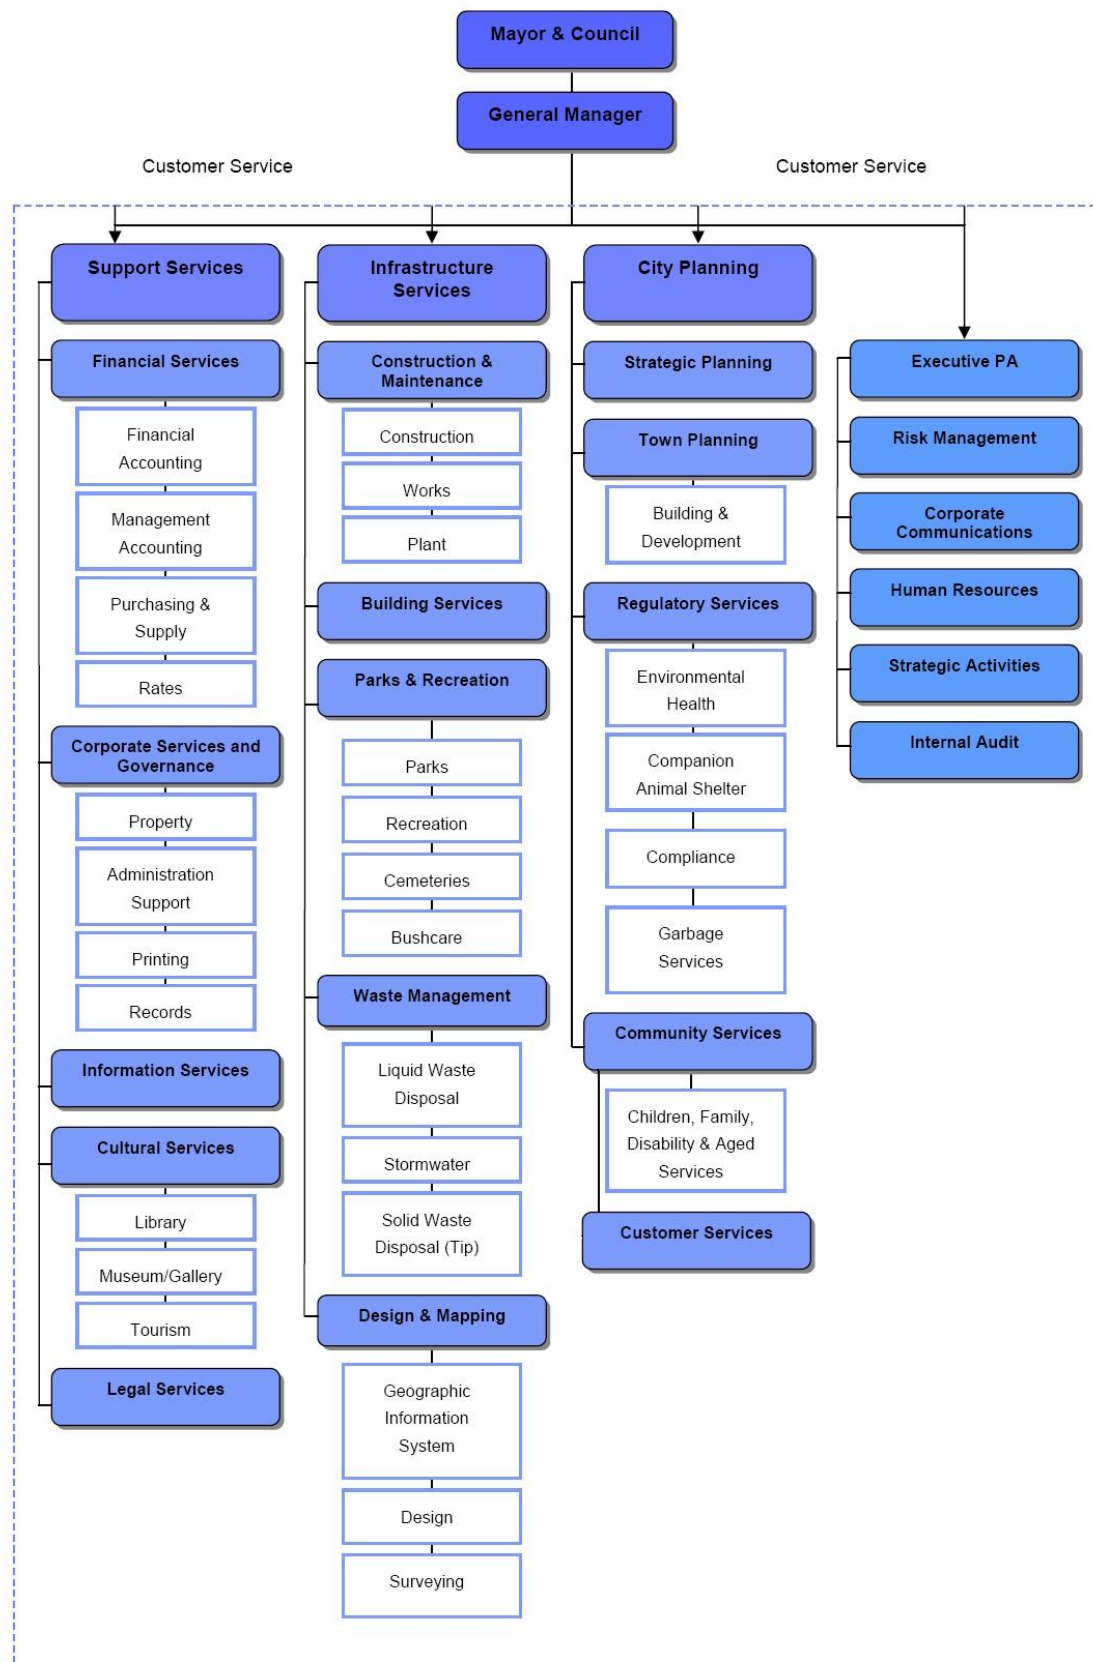 Mayor & Council
General Manager
Customer Service
Customer Service
Support Services
Financial Services
Financial
Accounting
Management
Accounting
Purchasing &
Supply
Rates
Corporate Services and
Governance
Property
Administration
Support
Printing
Records
Information Services
Cultural Services
Library
Museum/Gallery
Tourism
Legal Services
Infrastructure
Services
Construction &
Maintenance
Construction
Works
Plant
Building Services
Parks & Recreation
Parks
Recreation
Cemeteries
Bushcare
Waste Management
Liquid Waste
Disposal
Stormwater
Solid Waste
Disposal (Tip)
Design & Mapping
Geographic
Information
System
Design
Surveying
City Planning
Strategic Planning
Town Planning
Building &
Development
Regulatory Services
Environmental
Health
Companion
Animal Shelter
Compliance
Garbage
Services
Community Services
Children, Family,
Disability & Aged
Services
Customer Services
Executive PA
Risk Management
Corporate
Communications
Human Resources
Strategic Activities
Internal Audit